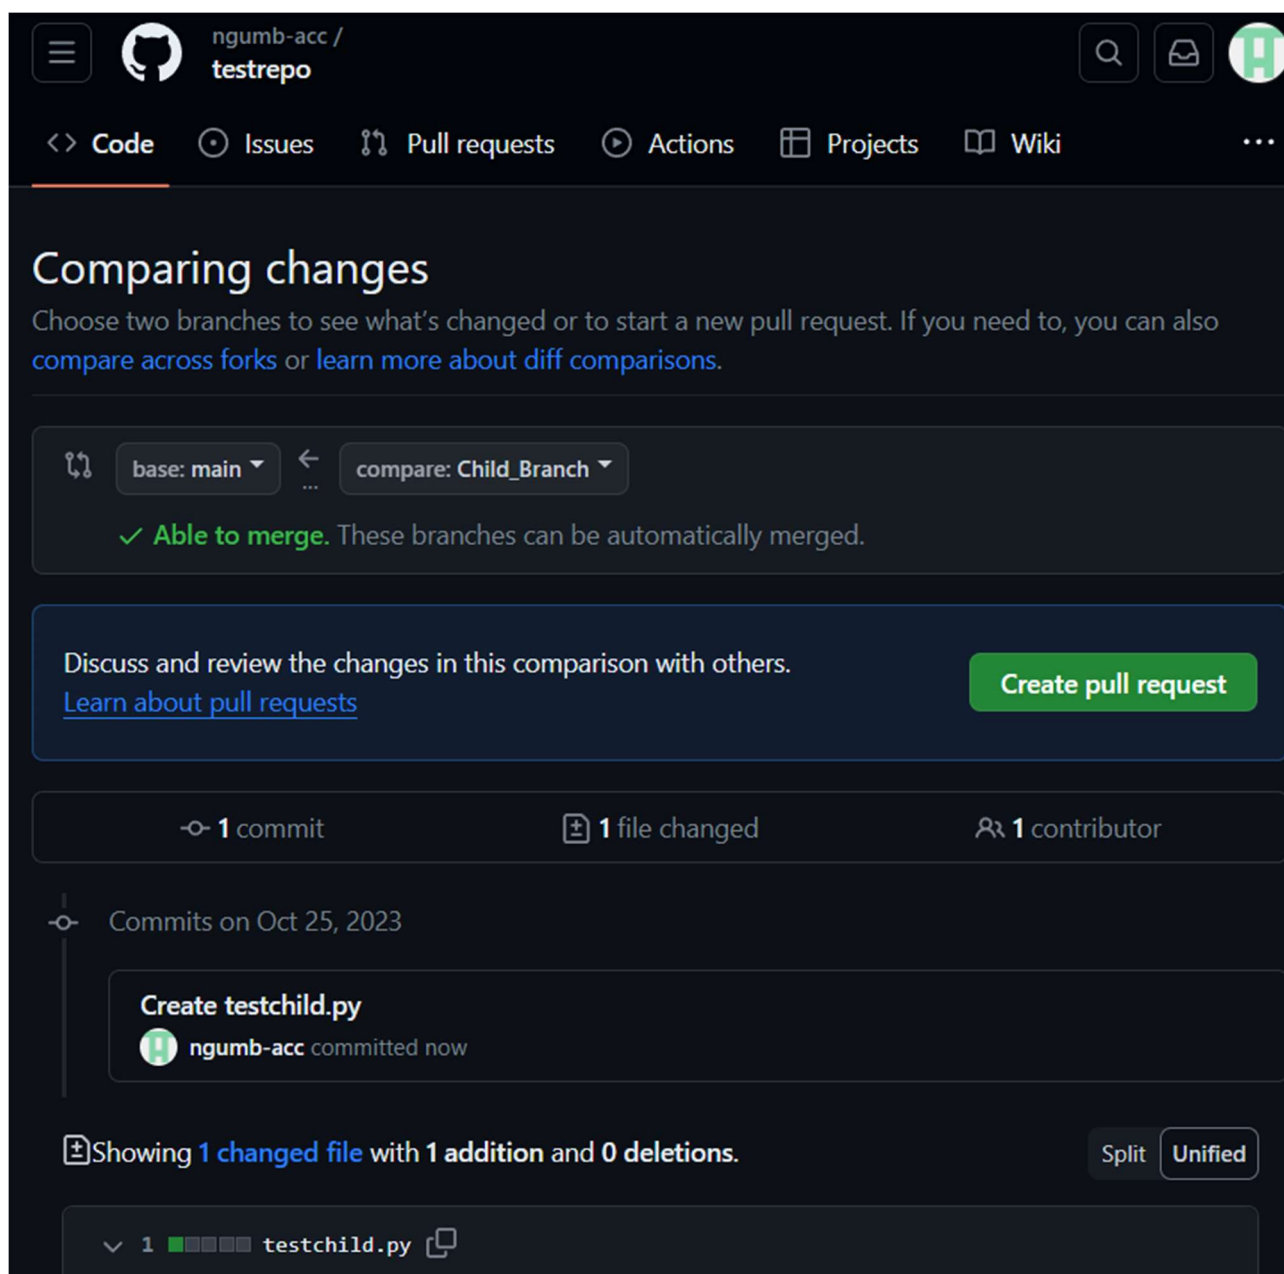 ngumb-acc /
testrepo
Code Issues Pull requests Actions Projects Wiki
Comparing changes
Choose two branches to see what's changed or to start a new pull request. If you need to, you can also
compare across forks or learn more about diff comparisons.
base: main compare: Child_Branch
Able to merge. These branches can be automatically merged.
Discuss and review the changes in this comparison with others.
Learn about pull requests
Create pull request
1 commit 1 file changed 1 contributor
Commits on Oct 25, 2023
Create testchild.py
ngumb-acc committed now
Showing 1 changed file with 1 addition and 0 deletions.
Split Unified
1 testchild.py